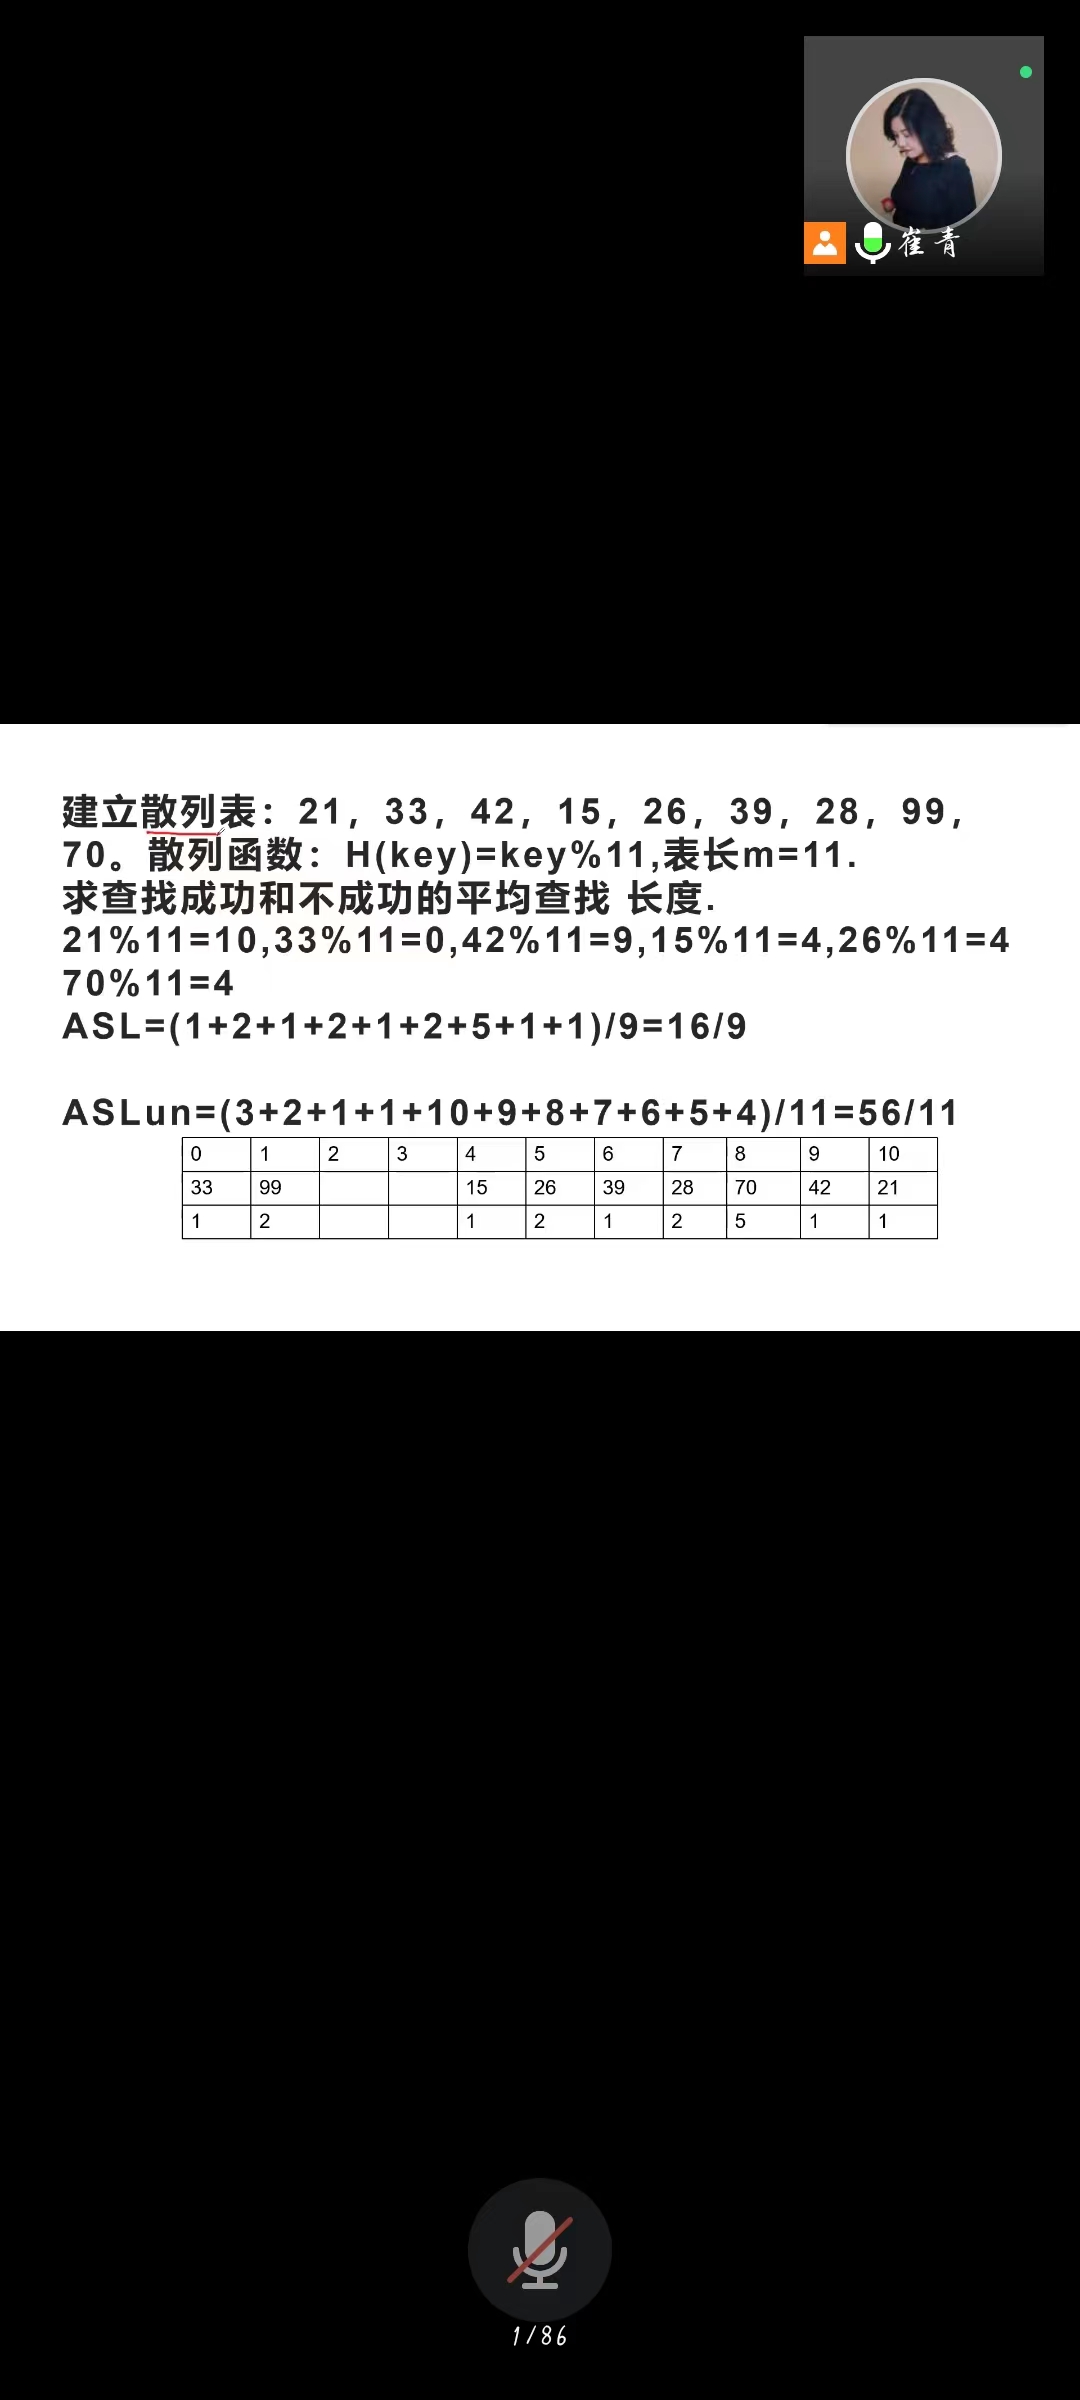 崔青
建立散列表：21，33，42，15，26，39，28，99，
70。散列函数：H(key)=key%11,表长m=11.
求查找成功和不成功的平均查找 长度.
21%11=10,33%11=0,42%11=9,15%11=4,26%11=4
70%11=4
ASL=(1+2+1+2+1+2+5+1+1)/9=16/9
ASLun=(3+2+1+1+10+9+8+7+6+5+4)/11=56/11
0 1 2 3 4 5 6 7 8 9 10
33 99 15 26 39 28 70 42 21
1 2 1 2 1 2 5 1 1
1/86